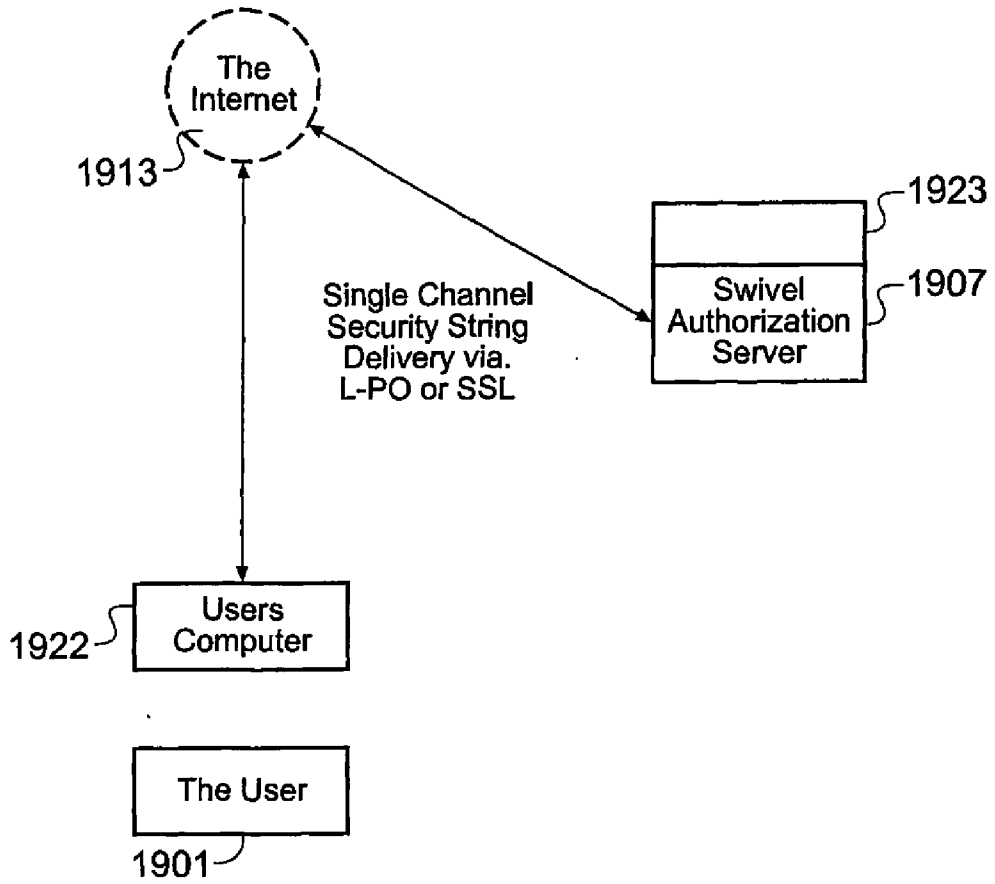 The
Internet
1913
1923
1907
Swivel
Authorization
Server
Single Channel
Security String
Delivery via.
L-PO or SSL
Users
Computer
1922
The User
1901